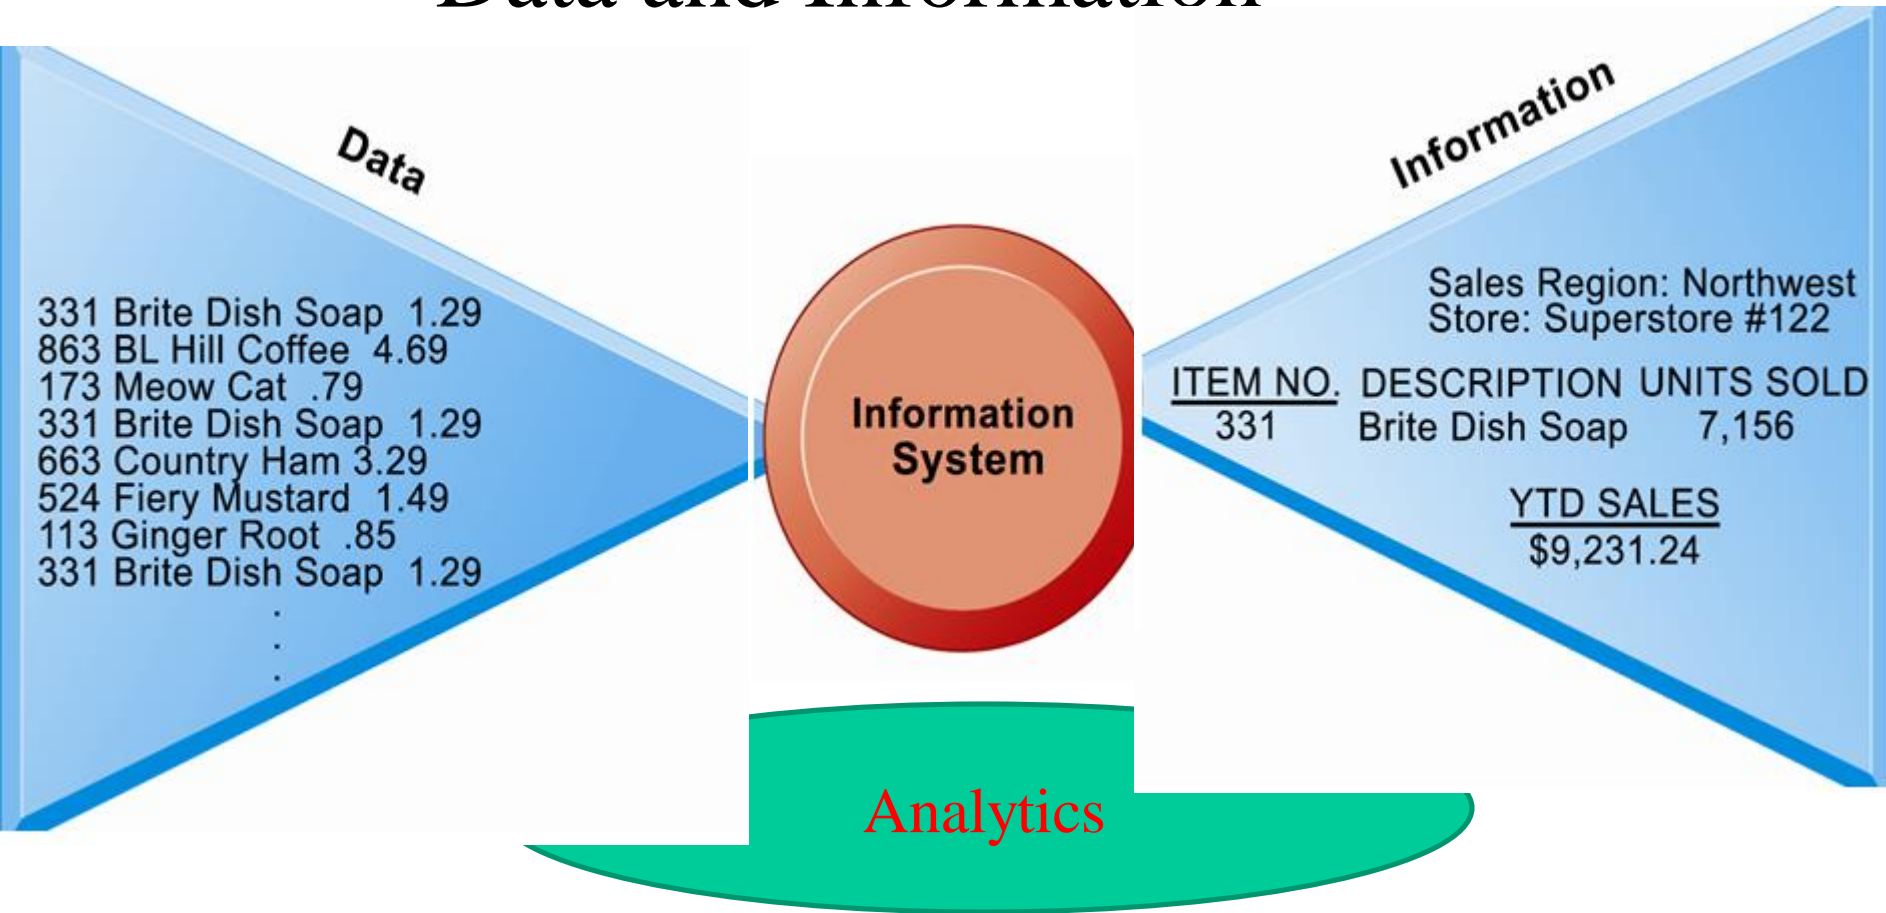 Data and Information
Data
331 Brite Dish Soap 1.29
863 BL Hill Coffee 4.69
173 Meow Cat .79
331 Brite Dish Soap 1.29
663 Country Ham 3.29
524 Fiery Mustard 1.49
113 Ginger Root .85
331 Brite Dish Soap 1.29
.
.
.
Information
System
Analytics
Information
Sales Region: Northwest
Store: Superstore #122
ITEM NO. DESCRIPTION UNITS SOLD
331 Brite Dish Soap 7,156
YTD SALES
$9,231.24